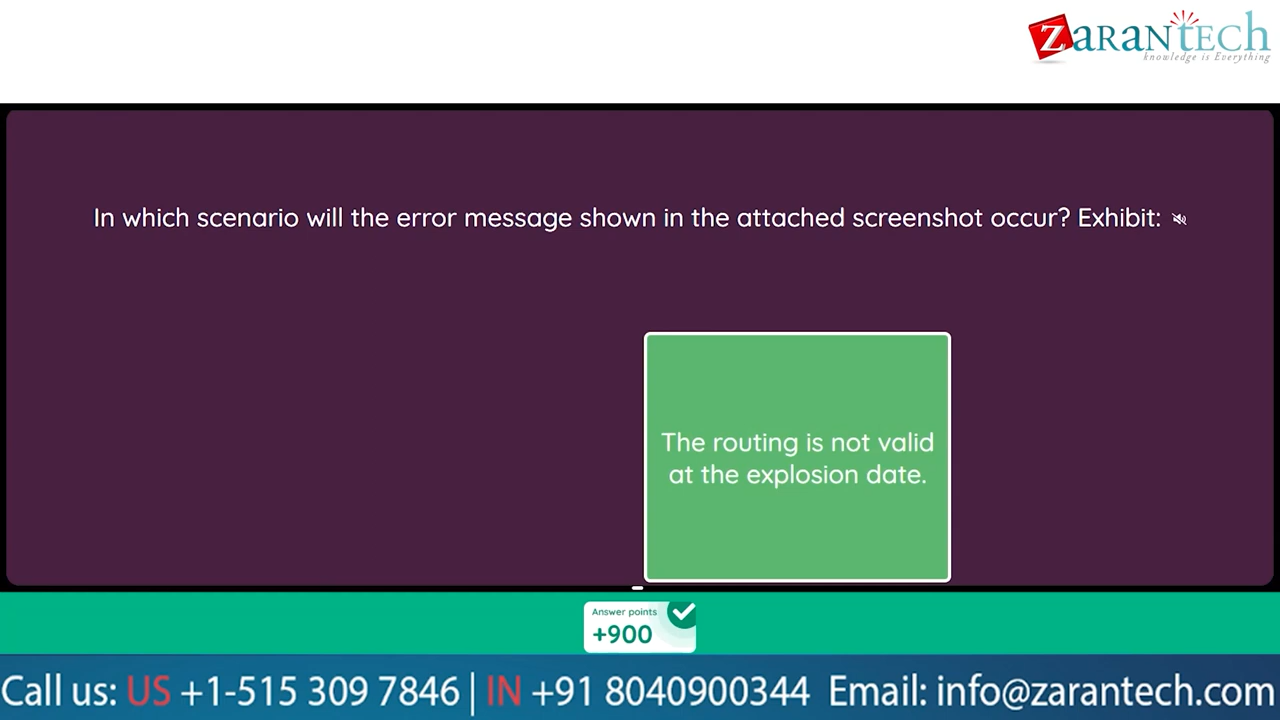 ZARANTECH
knowledge is Everything
In which scenario will the error message shown in the attached screenshot occur? Exhibit:
The routing is not valid
at the explosion date.
Answer points
+900
Call us: US +1-515 309 7846 | IN +91 8040900344 Email: info@zarantech.com